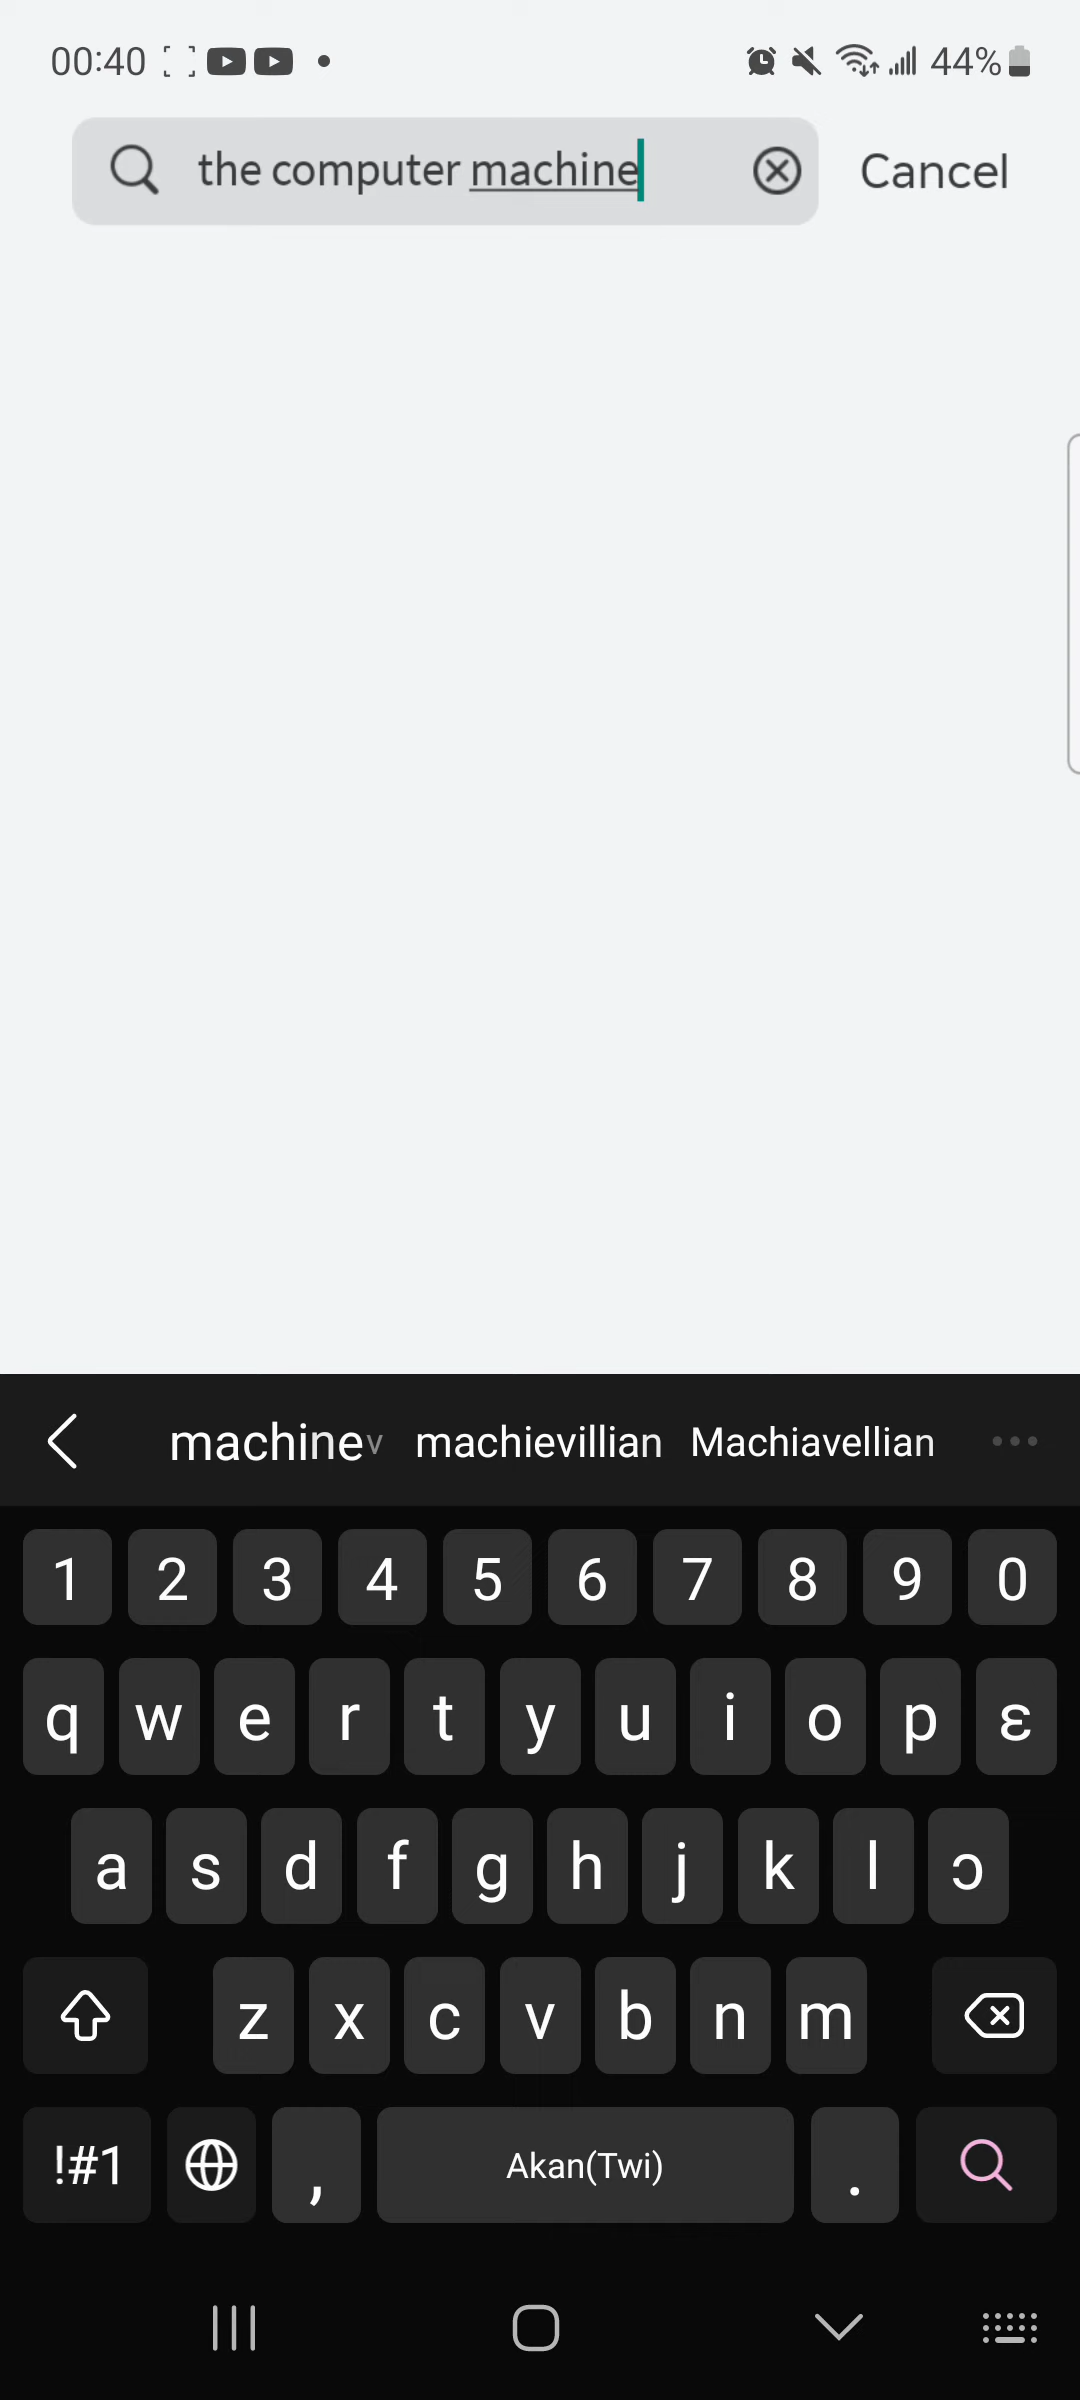 00:40 44%
the computer machine Cancel
machinev machievillian Machiavellian
1 2 3 4 5 6 7 8 9 0
q w e r t y u i o p ɛ
a s d f g h j k l ɔ
z x c v b n m
!#1 , Akan(Twi) .